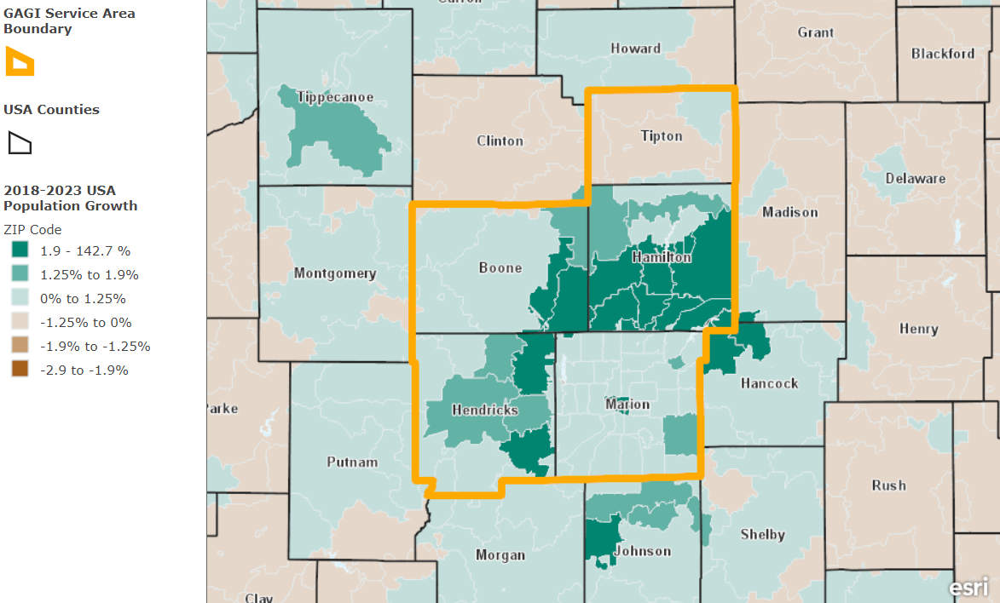 GAGI Service Area
Boundary
USA Counties
2018-2023 USA
Population Growth
ZIP Code
1.9 - 142.7 %
1.25% to 1.9%
0% to 1.25%
-1.25% to 0%
-1.9% to -1.25%
-2.9 to -1.9%
Howard
Grant
Blackford
Tippecanoe
Clinton
Tipton
Delaware
Madison
Montgomery
Boone
Hamilton
Henry
Hancock
Hendricks
Marion
arke
Putnam
Rush
Shelby
Morgan
Johnson
Clay
esri